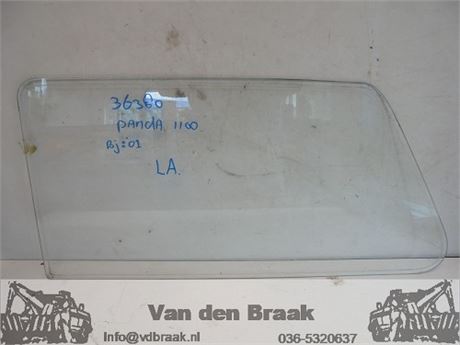 36380
PANDA 1100
Bj:01
LA.
Van den Braak
Info@vdbraak.nl
036-5320637